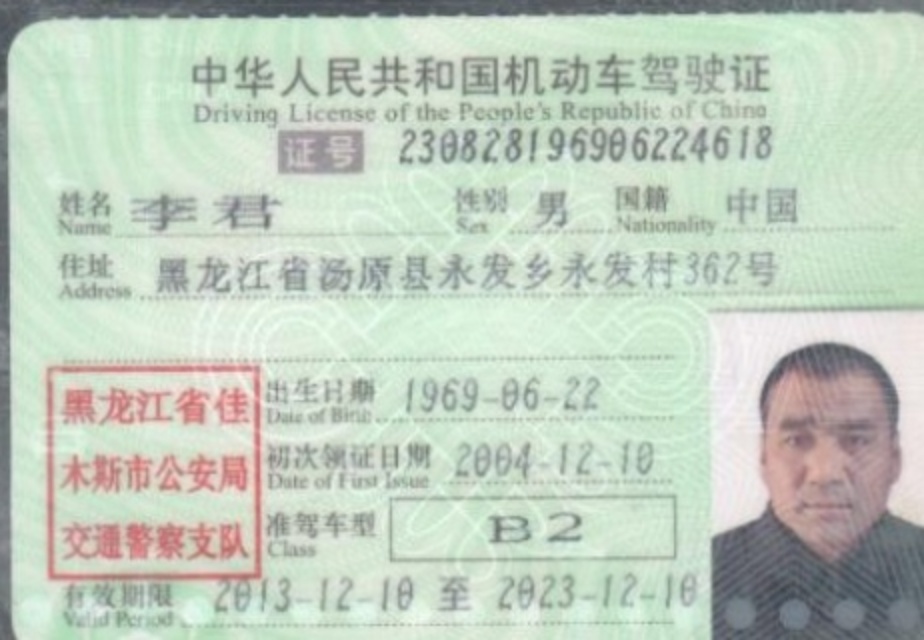 中华人民共和国机动车驾驶证
Driving License of the People's Republic of China
证号 230828196906224618
姓名 李君 性别 男 国籍 中国
Name Sex Nationality
住址 黑龙江省汤原县永发乡永发村362号
Address
黑龙江省佳
木斯市公安局
交通警察支队
出生日期 1969-06-22
Date of Birth
初次领证日期 2004-12-10
Date of First Issue
准驾车型 B2
Class
有效期限 2013-12-10 至 2023-12-10
Valid Period